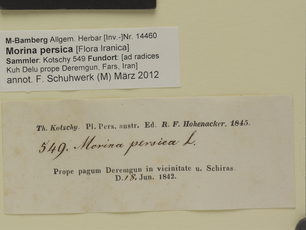 M-Bamberg Allgem. Herbar [Inv.-]Nr. 14460
Morina persica [Flora Iranica]
Sammler: Kotschy 549 Fundort: [ad radices
Kuh Delu prope Deremgun, Fars, Iran]
annot. F. Schuhwerk (M) März 2012
Th. Kotschy. Pl. Pers. austr. Ed. R. F. Hohenacker. 1845.
549. Morina persica L.
Prope pagum Deremgun in vicinitate u. Schiras.
D. 18. Jun. 1842.